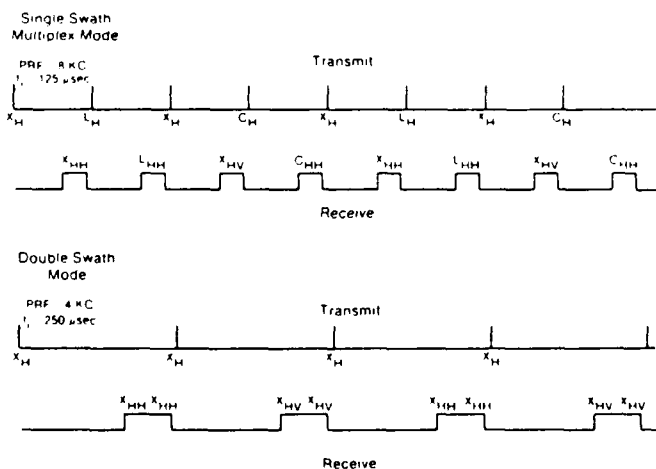 Single Swath
Multiplex Mode
PRF 8 KC
125 μsec
Transmit
X_H L_H X_H C_H X_H L_H X_H C_H
X_HH L_HH X_HV C_HH X_HH L_HH X_HV C_HH
Receive
Double Swath
Mode
PRF 4 KC
250 μsec
Transmit
X_H X_H X_H X_H
X_HH X_HH X_HV X_HV X_HH X_HH X_HV X_HV
Receive